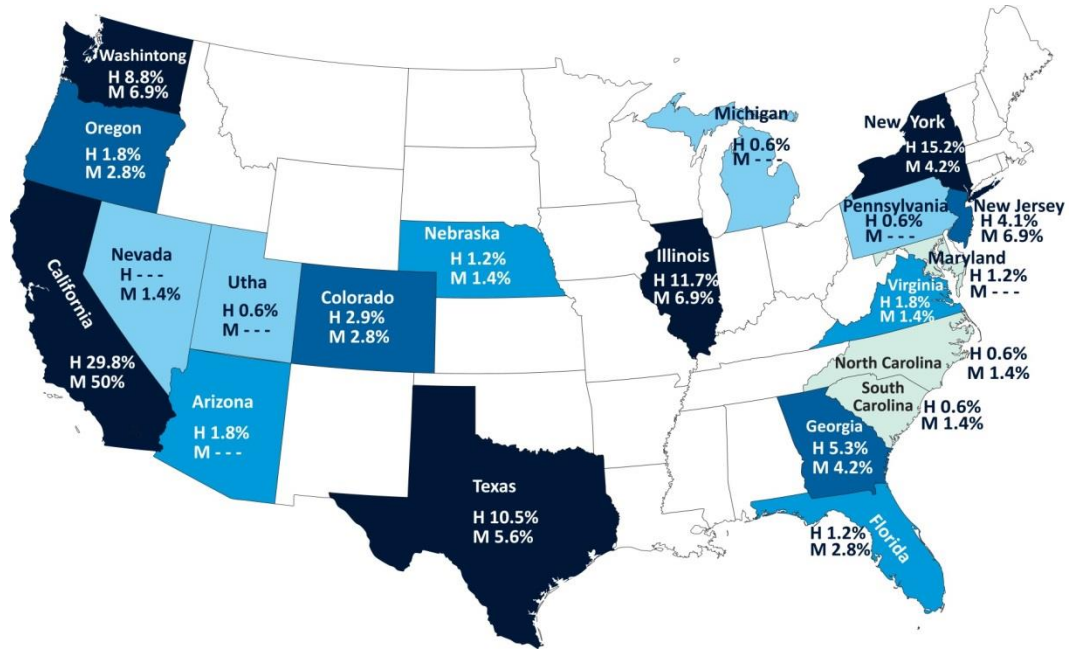 Washintong
H 8.8%
M 6.9%
Oregon
H 1.8%
M 2.8%
California
H 29.8%
M 50%
Nevada
H - - -
M 1.4%
Utha
H 0.6%
M - - -
Arizona
H 1.8%
M - - -
Colorado
H 2.9%
M 2.8%
Nebraska
H 1.2%
M 1.4%
Texas
H 10.5%
M 5.6%
Illinois
H 11.7%
M 6.9%
Michigan
H 0.6%
M - - -
New York
H 15.2%
M 4.2%
Pennsylvania
H 0.6%
M - - -
New Jersey
H 4.1%
M 6.9%
Maryland
H 1.2%
M - - -
Virginia
H 1.8%
M 1.4%
North Carolina
H 0.6%
M 1.4%
South
Carolina
H 0.6%
M 1.4%
Georgia
H 5.3%
M 4.2%
Florida
H 1.2%
M 2.8%